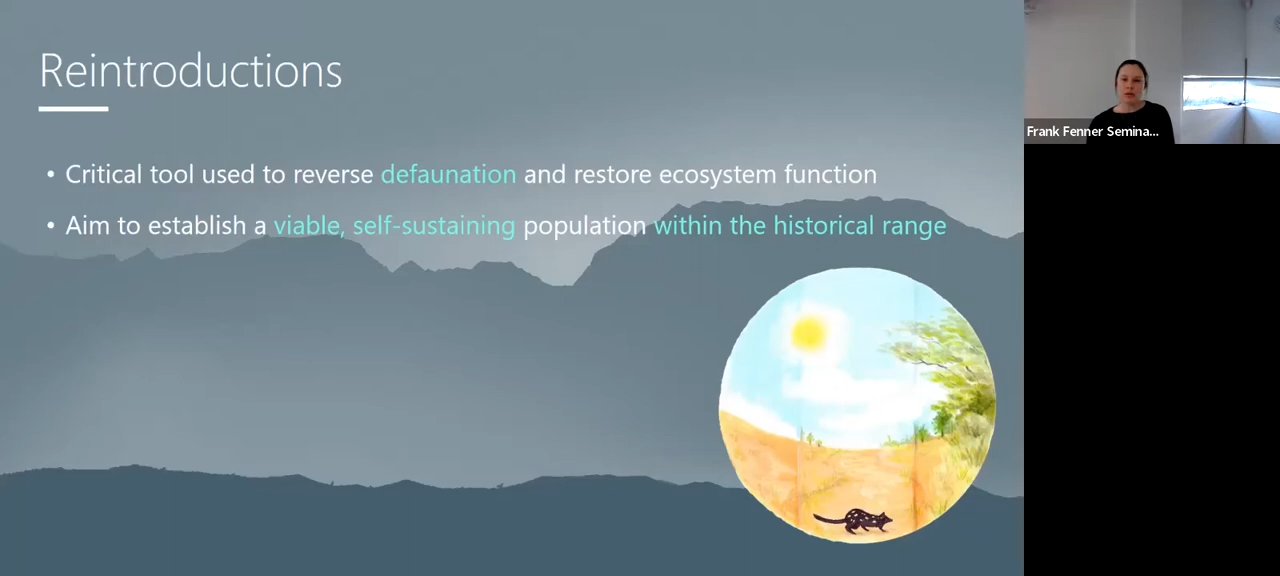 Reintroductions
• Critical tool used to reverse defaunation and restore ecosystem function
• Aim to establish a viable, self-sustaining population within the historical range
Frank Fenner Semina...